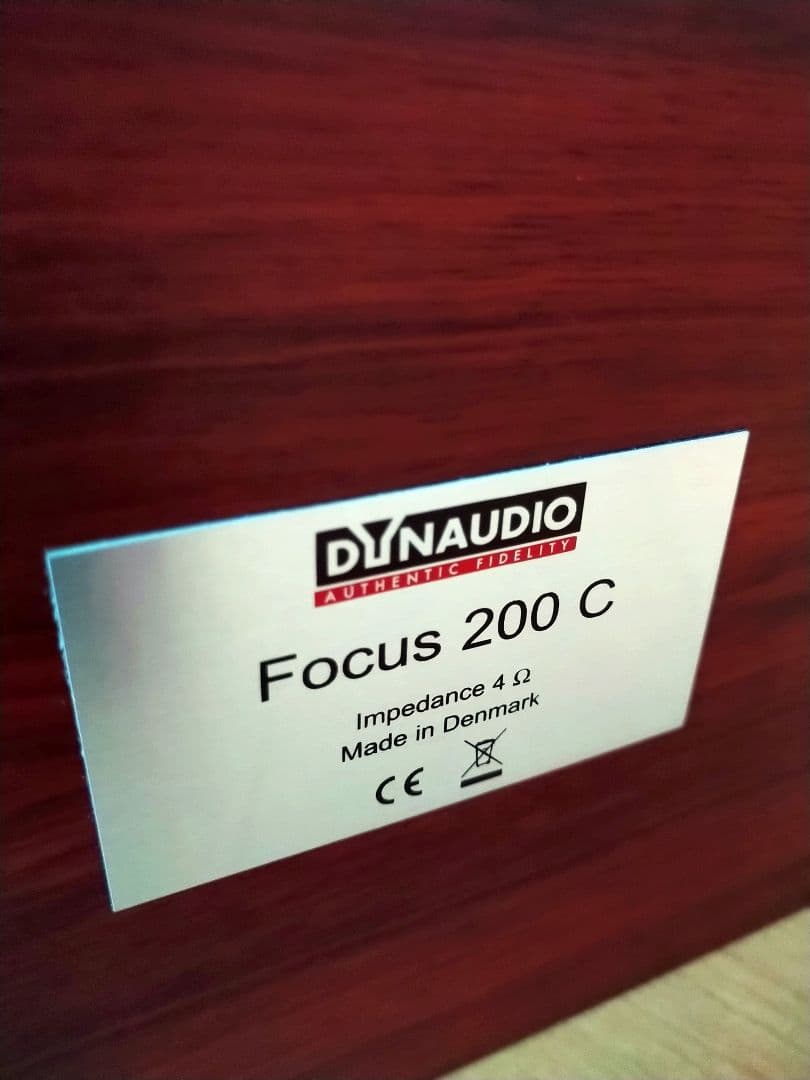 DYNAUDIO
AUTHENTIC FIDELITY
Focus 200 C
Impedance 4 Ω
Made in Denmark
CE